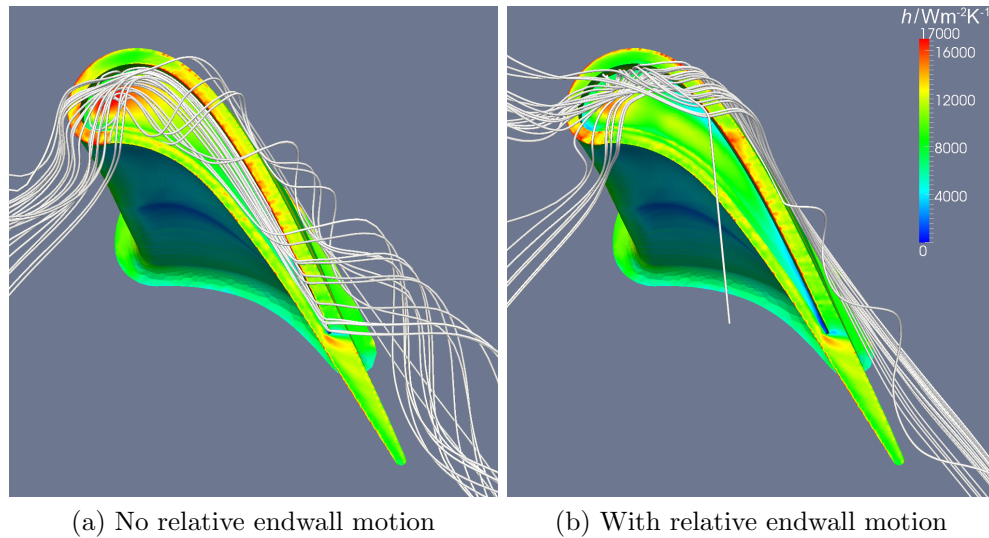 h/Wm⁻²K⁻¹
17000
16000
12000
8000
4000
0
(a) No relative endwall motion
(b) With relative endwall motion